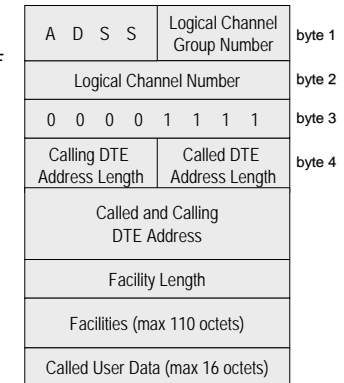 A D S S Logical Channel Group Number byte 1
Logical Channel Number byte 2
0 0 0 0 1 1 1 1 byte 3
Calling DTE Address Length Called DTE Address Length byte 4
Called and Calling
DTE Address
Facility Length
Facilities (max 110 octets)
Called User Data (max 16 octets)